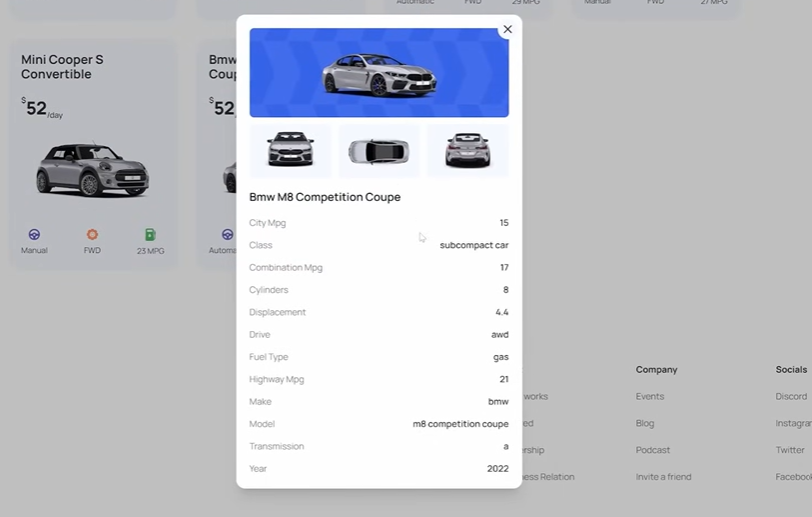 Automatic FWD 29 MPG Manual FWD 27 MPG
Mini Cooper S
Convertible
$52/day
Manual FWD 23 MPG
Bmw
Coup
$52
Automa
Bmw M8 Competition Coupe
City Mpg 15
Class subcompact car
Combination Mpg 17
Cylinders 8
Displacement 4.4
Drive awd
Fuel Type gas
Highway Mpg 21
Make bmw
Model m8 competition coupe
Transmission a
Year 2022
works
ed
ership
ess Relation
Company
Events
Blog
Podcast
Invite a friend
Socials
Discord
Instagra
Twitter
Faceboo